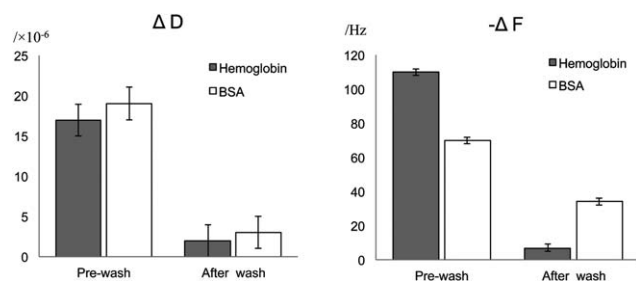 Δ D
/×10⁻⁶
25
20
15
10
5
0
Hemoglobin
BSA
Pre-wash
After wash
-Δ F
/Hz
120
100
80
60
40
20
0
Hemoglobin
BSA
Pre-wash
After wash